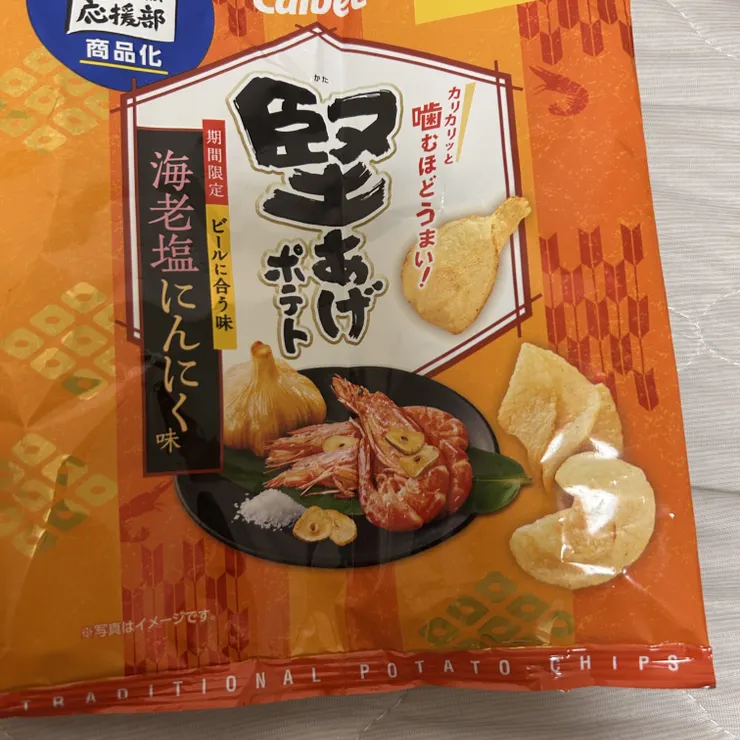 応援部
商品化
Calbee
かた
堅あげ
ポテト
カリカリッと
噛むほどうまい!
期間限定
ビールに合う味
海老塩にんにく味
※写真はイメージです。
TRADITIONAL POTATO CHIPS